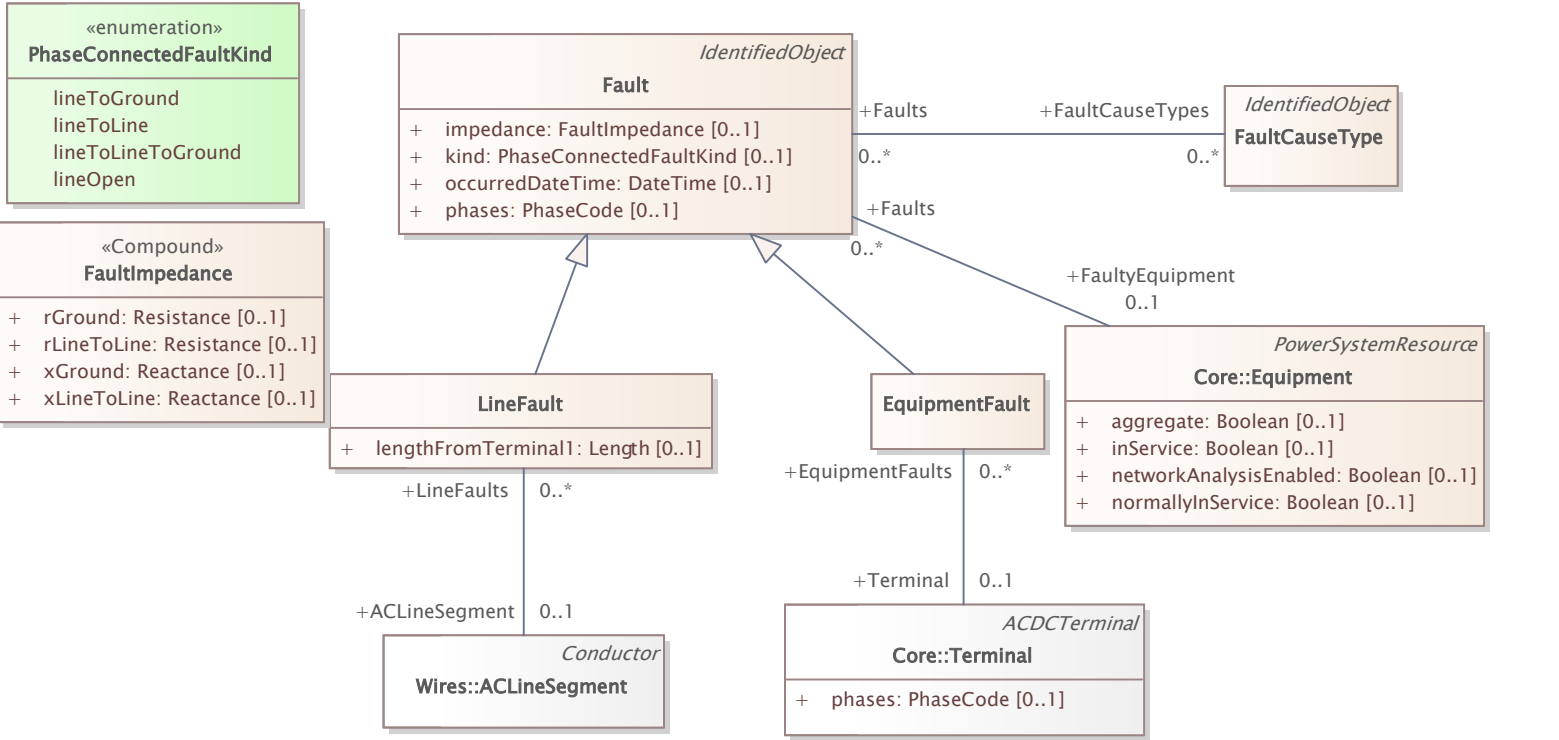 «enumeration»
PhaseConnectedFaultKind
lineToGround
lineToLine
lineToLineToGround
lineOpen
«Compound»
FaultImpedance
+ rGround: Resistance [0..1]
+ rLineToLine: Resistance [0..1]
+ xGround: Reactance [0..1]
+ xLineToLine: Reactance [0..1]
IdentifiedObject
Fault
+ impedance: FaultImpedance [0..1]
+ kind: PhaseConnectedFaultKind [0..1]
+ occurredDateTime: DateTime [0..1]
+ phases: PhaseCode [0..1]
+Faults
0..*
+FaultCauseTypes
0..*
IdentifiedObject
FaultCauseType
+Faults
0..*
+FaultyEquipment
0..1
PowerSystemResource
Core::Equipment
+ aggregate: Boolean [0..1]
+ inService: Boolean [0..1]
+ networkAnalysisEnabled: Boolean [0..1]
+ normallyInService: Boolean [0..1]
LineFault
+ lengthFromTerminal1: Length [0..1]
+LineFaults 0..*
+ACLineSegment 0..1
Conductor
Wires::ACLineSegment
EquipmentFault
+EquipmentFaults 0..*
+Terminal 0..1
ACDCTerminal
Core::Terminal
+ phases: PhaseCode [0..1]